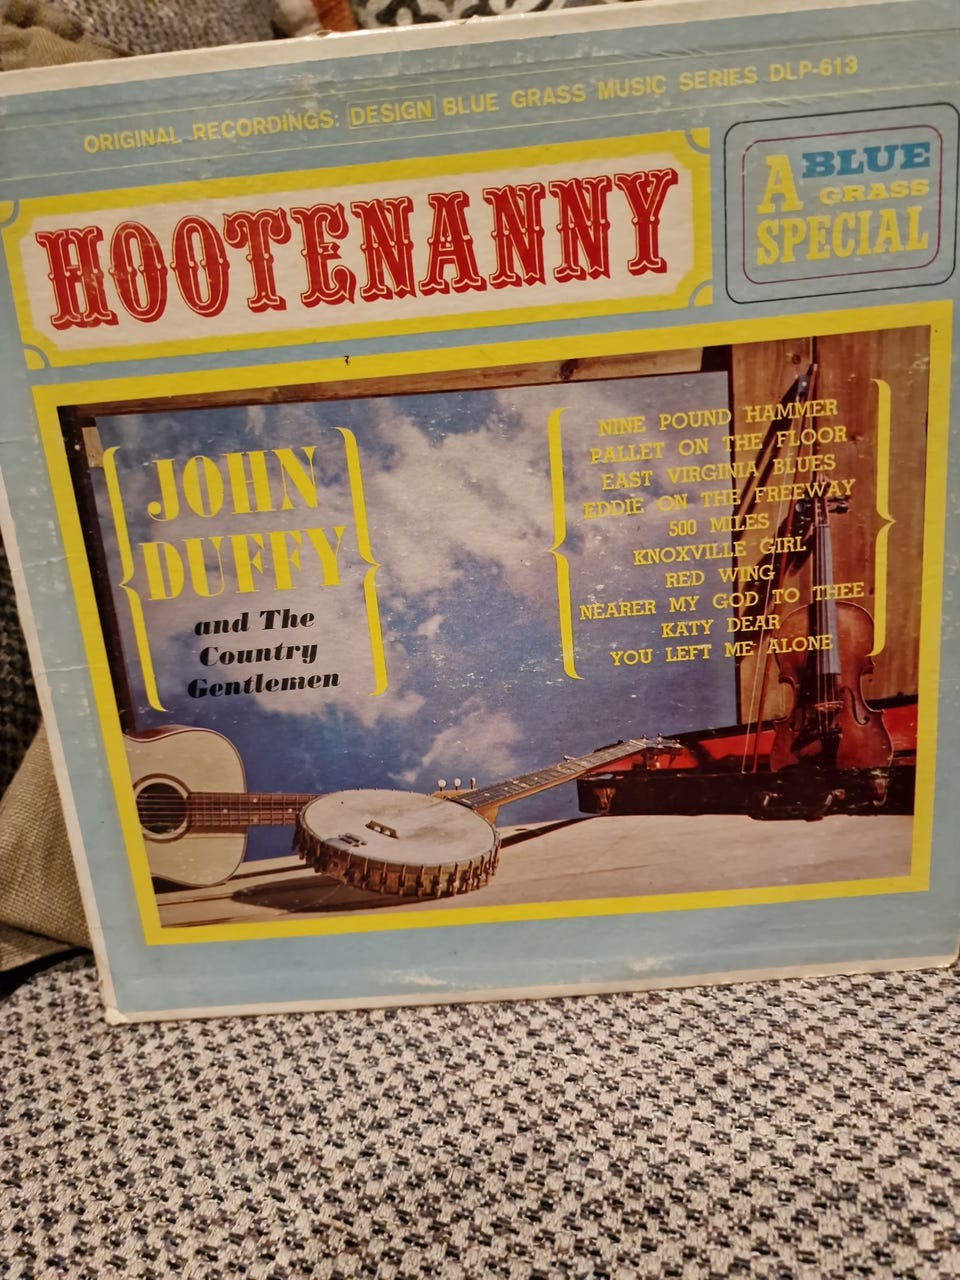 ORIGINAL RECORDINGS: DESIGN BLUE GRASS MUSIC SERIES DLP-613
HOOTENANNY
A BLUE
GRASS
SPECIAL
JOHN
DUFFY
and The
Country
Gentlemen
NINE POUND HAMMER
PALLET ON THE FLOOR
EAST VIRGINIA BLUES
EDDIE ON THE FREEWAY
500 MILES
KNOXVILLE GIRL
RED WING
NEARER MY GOD TO THEE
KATY DEAR
YOU LEFT ME ALONE